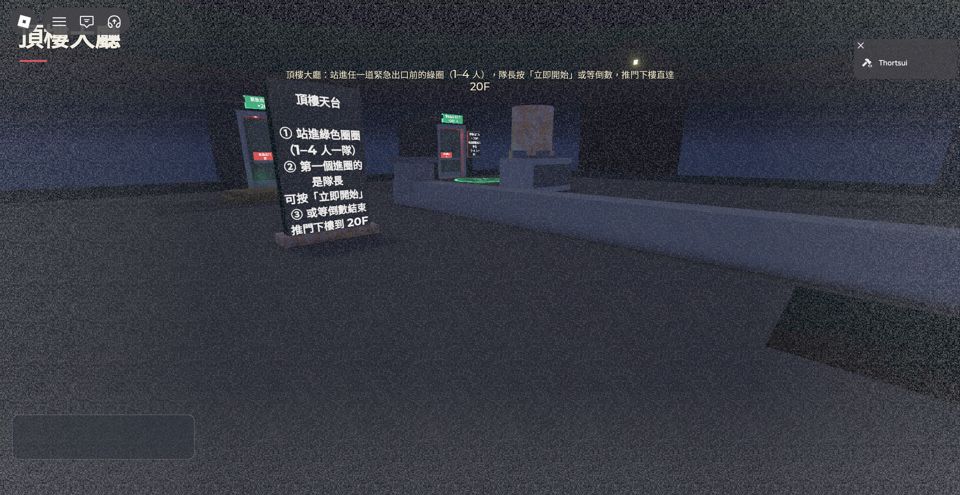 頂樓大廳
頂樓大廳：站進任一道緊急出口前的綠圈（1–4 人），隊長按「立即開始」或等倒數，推門下樓直達
20F
Thortsui
頂樓天台
① 站進綠色圈圈
（1–4 人一隊）
② 第一個進圈的
是隊長
可按「立即開始」
③ 或等倒數結束
推門下樓到 20F